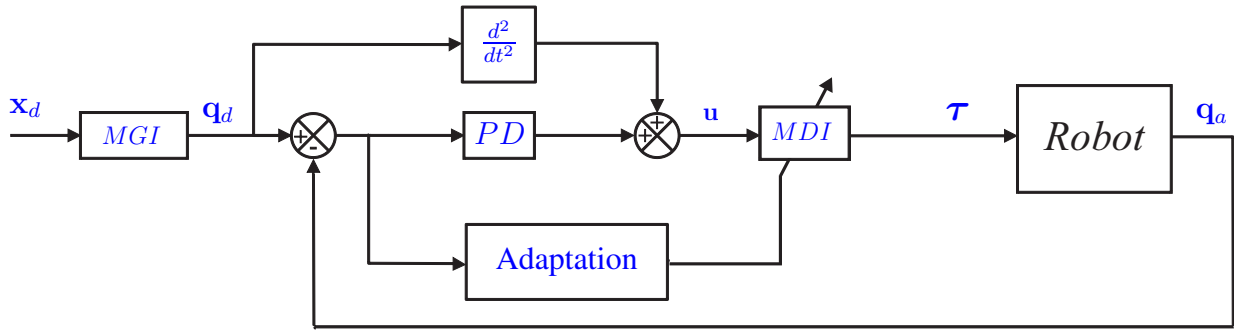 d²/dt²
x_d
MGI
q_d
+
-
PD
+
+
u
MDI
τ
Robot
q_a
Adaptation